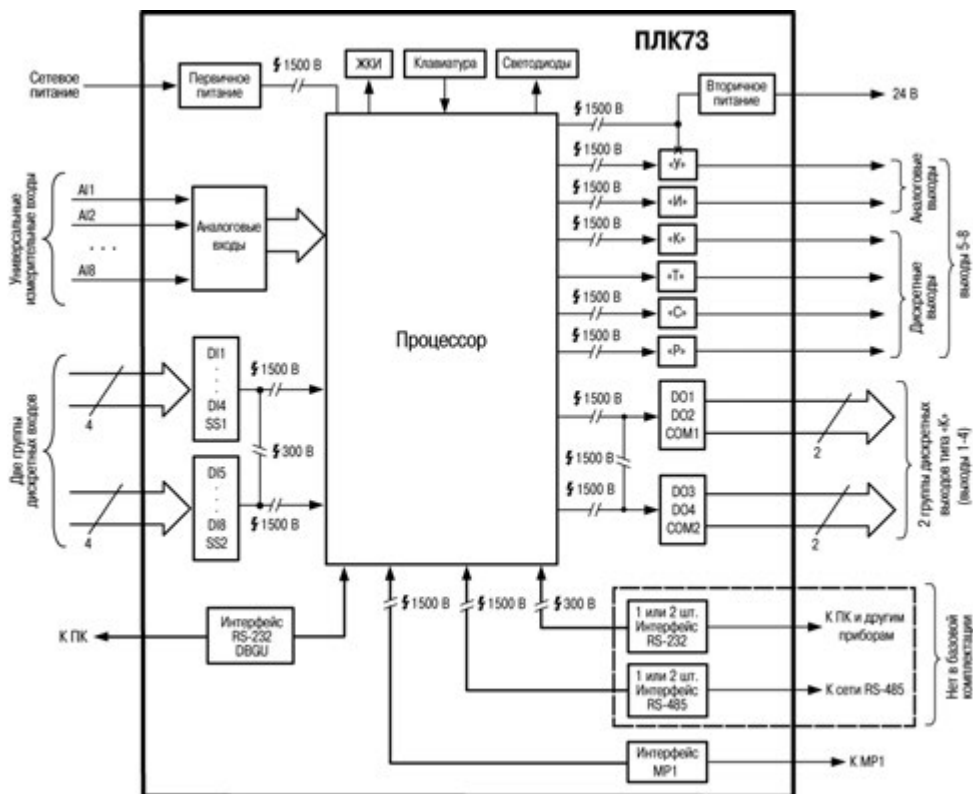 ПЛК73
Сетевое
питание
Первичное
питание
1500 В
ЖКИ
Клавиатура
Светодиоды
Вторичное
питание
24 В
1500 В
Универсальные
измерительные входы
AI1
AI2
. . .
AI8
Аналоговые
входы
Процессор
1500 В
«У»
1500 В
«И»
1500 В
«К»
«Т»
1500 В
«С»
1500 В
«Р»
Аналоговые
выходы
Дискретные
выходы
выходы 5-8
Две группы
дискретных входов
4
DI1
.
.
DI4
SS1
1500 В
300 В
4
DI5
.
.
DI8
SS2
1500 В
1500 В
DO1
DO2
COM1
2
1500 В
1500 В
DO3
DO4
COM2
2
2 группы дискретных
выходов типа «К»
(выходы 1-4)
К ПК
Интерфейс
RS-232
DBGU
1500 В
1500 В
300 В
1 или 2 шт.
Интерфейс
RS-232
К ПК и другим
приборам
1 или 2 шт.
Интерфейс
RS-485
К сети RS-485
Нет в базовой
комплектации
Интерфейс
МР1
К МР1